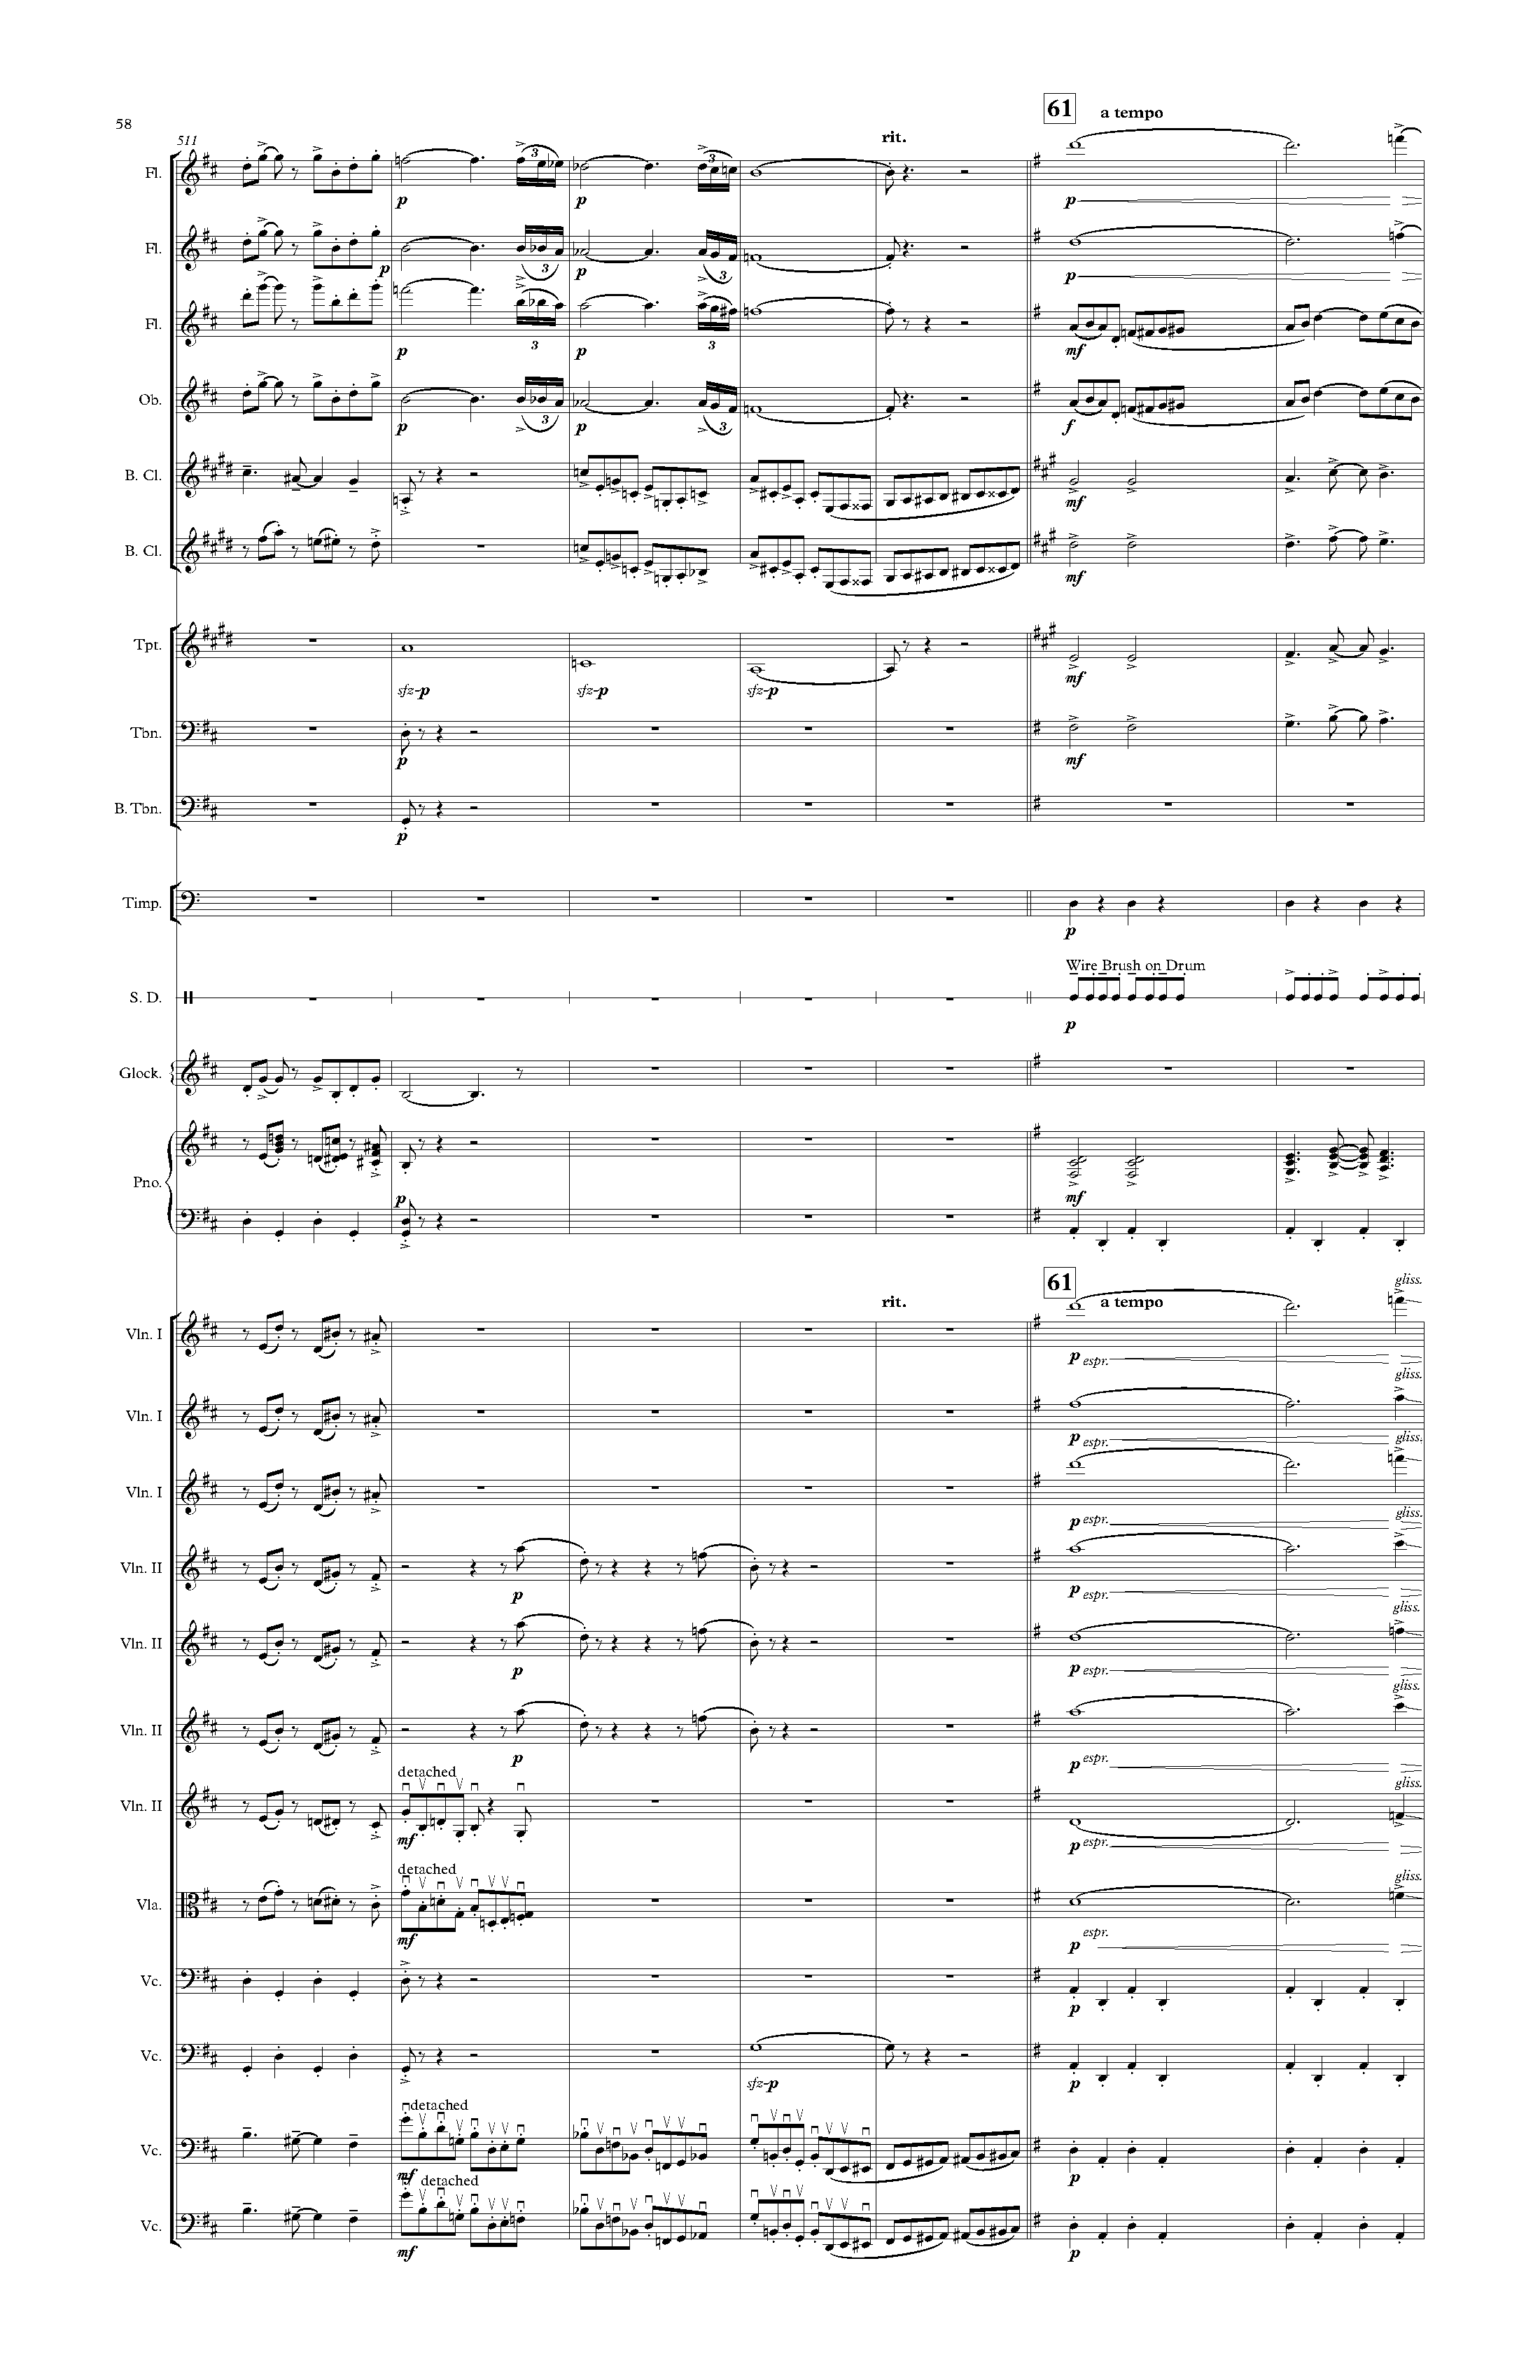 58
61 a tempo
511
rit.
Fl.
3 3
p p p
Fl.
p 3 p 3 p
Fl.
p 3 p 3 mf
Ob.
p 3 p 3 f
B. Cl.
mf
B. Cl.
mf
Tpt.
sfz-p sfz-p sfz-p mf
Tbn.
p mf
B. Tbn.
p
Timp.
p
Wire Brush on Drum
S. D.
p
Glock.
Pno.
p mf
61 gliss.
rit. a tempo
Vln. I
p espr. gliss.
Vln. I
p espr. gliss.
Vln. I
p espr. gliss.
Vln. II
p p espr. gliss.
Vln. II
p p espr. gliss.
Vln. II
p p espr.
detached gliss.
Vln. II
mf p espr.
detached gliss.
Vla.
mf p espr.
Vc.
p
Vc.
sfz-p p
detached
Vc.
mf p
detached
Vc.
mf p